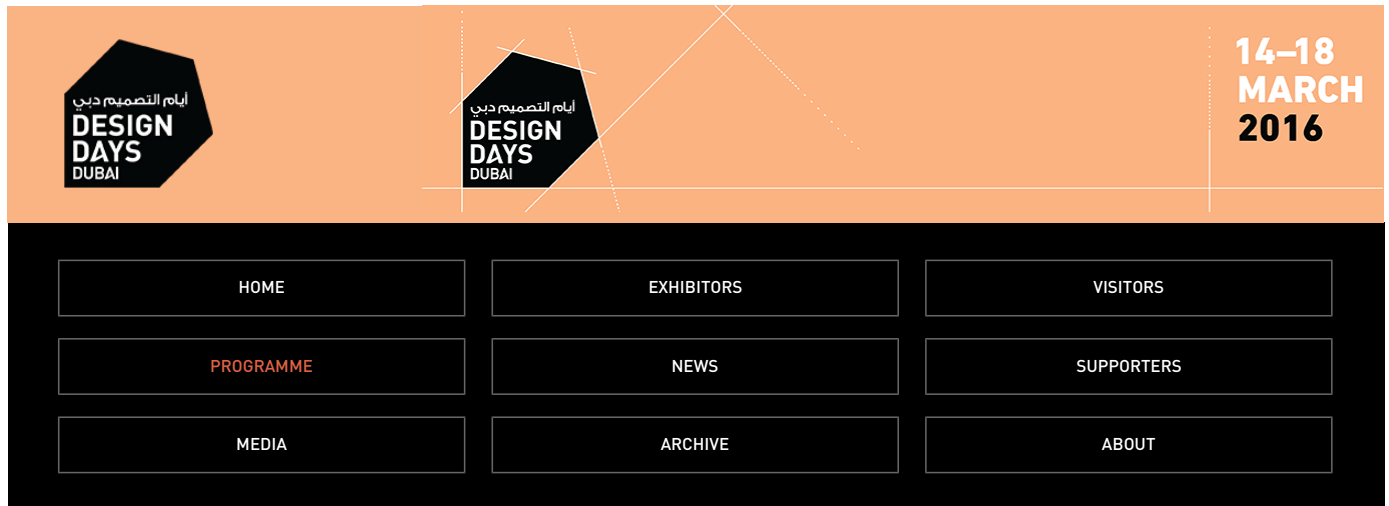 أيام التصميم دبي
DESIGN
DAYS
DUBAI
أيام التصميم دبي
DESIGN
DAYS
DUBAI
14–18
MARCH
2016
HOME
EXHIBITORS
VISITORS
PROGRAMME
NEWS
SUPPORTERS
MEDIA
ARCHIVE
ABOUT